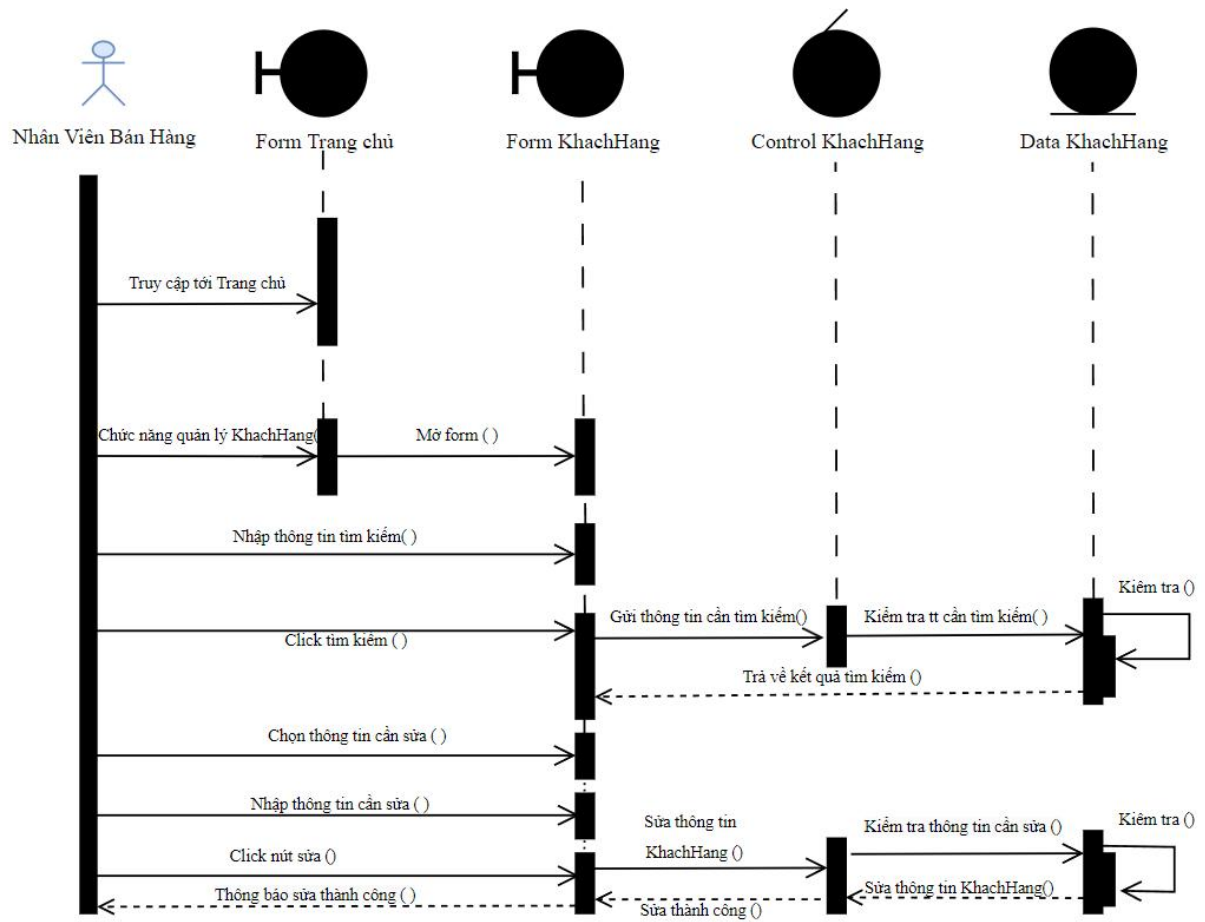 Nhân Viên Bán Hàng
Form Trang chủ
Form KhachHang
Control KhachHang
Data KhachHang
Truy cập tới Trang chủ
Chức năng quản lý KhachHang(
Mở form ( )
Nhập thông tin tìm kiếm( )
Kiêm tra ()
Gửi thông tin cần tìm kiếm()
Kiểm tra tt cần tìm kiếm( )
Click tìm kiêm ( )
Trả về kết quả tìm kiếm ()
Chọn thông tin cần sửa ( )
Nhập thông tin cần sửa ( )
Sửa thông tin
KhachHang ()
Kiểm tra thông tin cần sửa ()
Kiêm tra ()
Click nút sửa ()
Thông báo sửa thành công ( )
Sửa thông tin KhachHang()
Sửa thành công ()